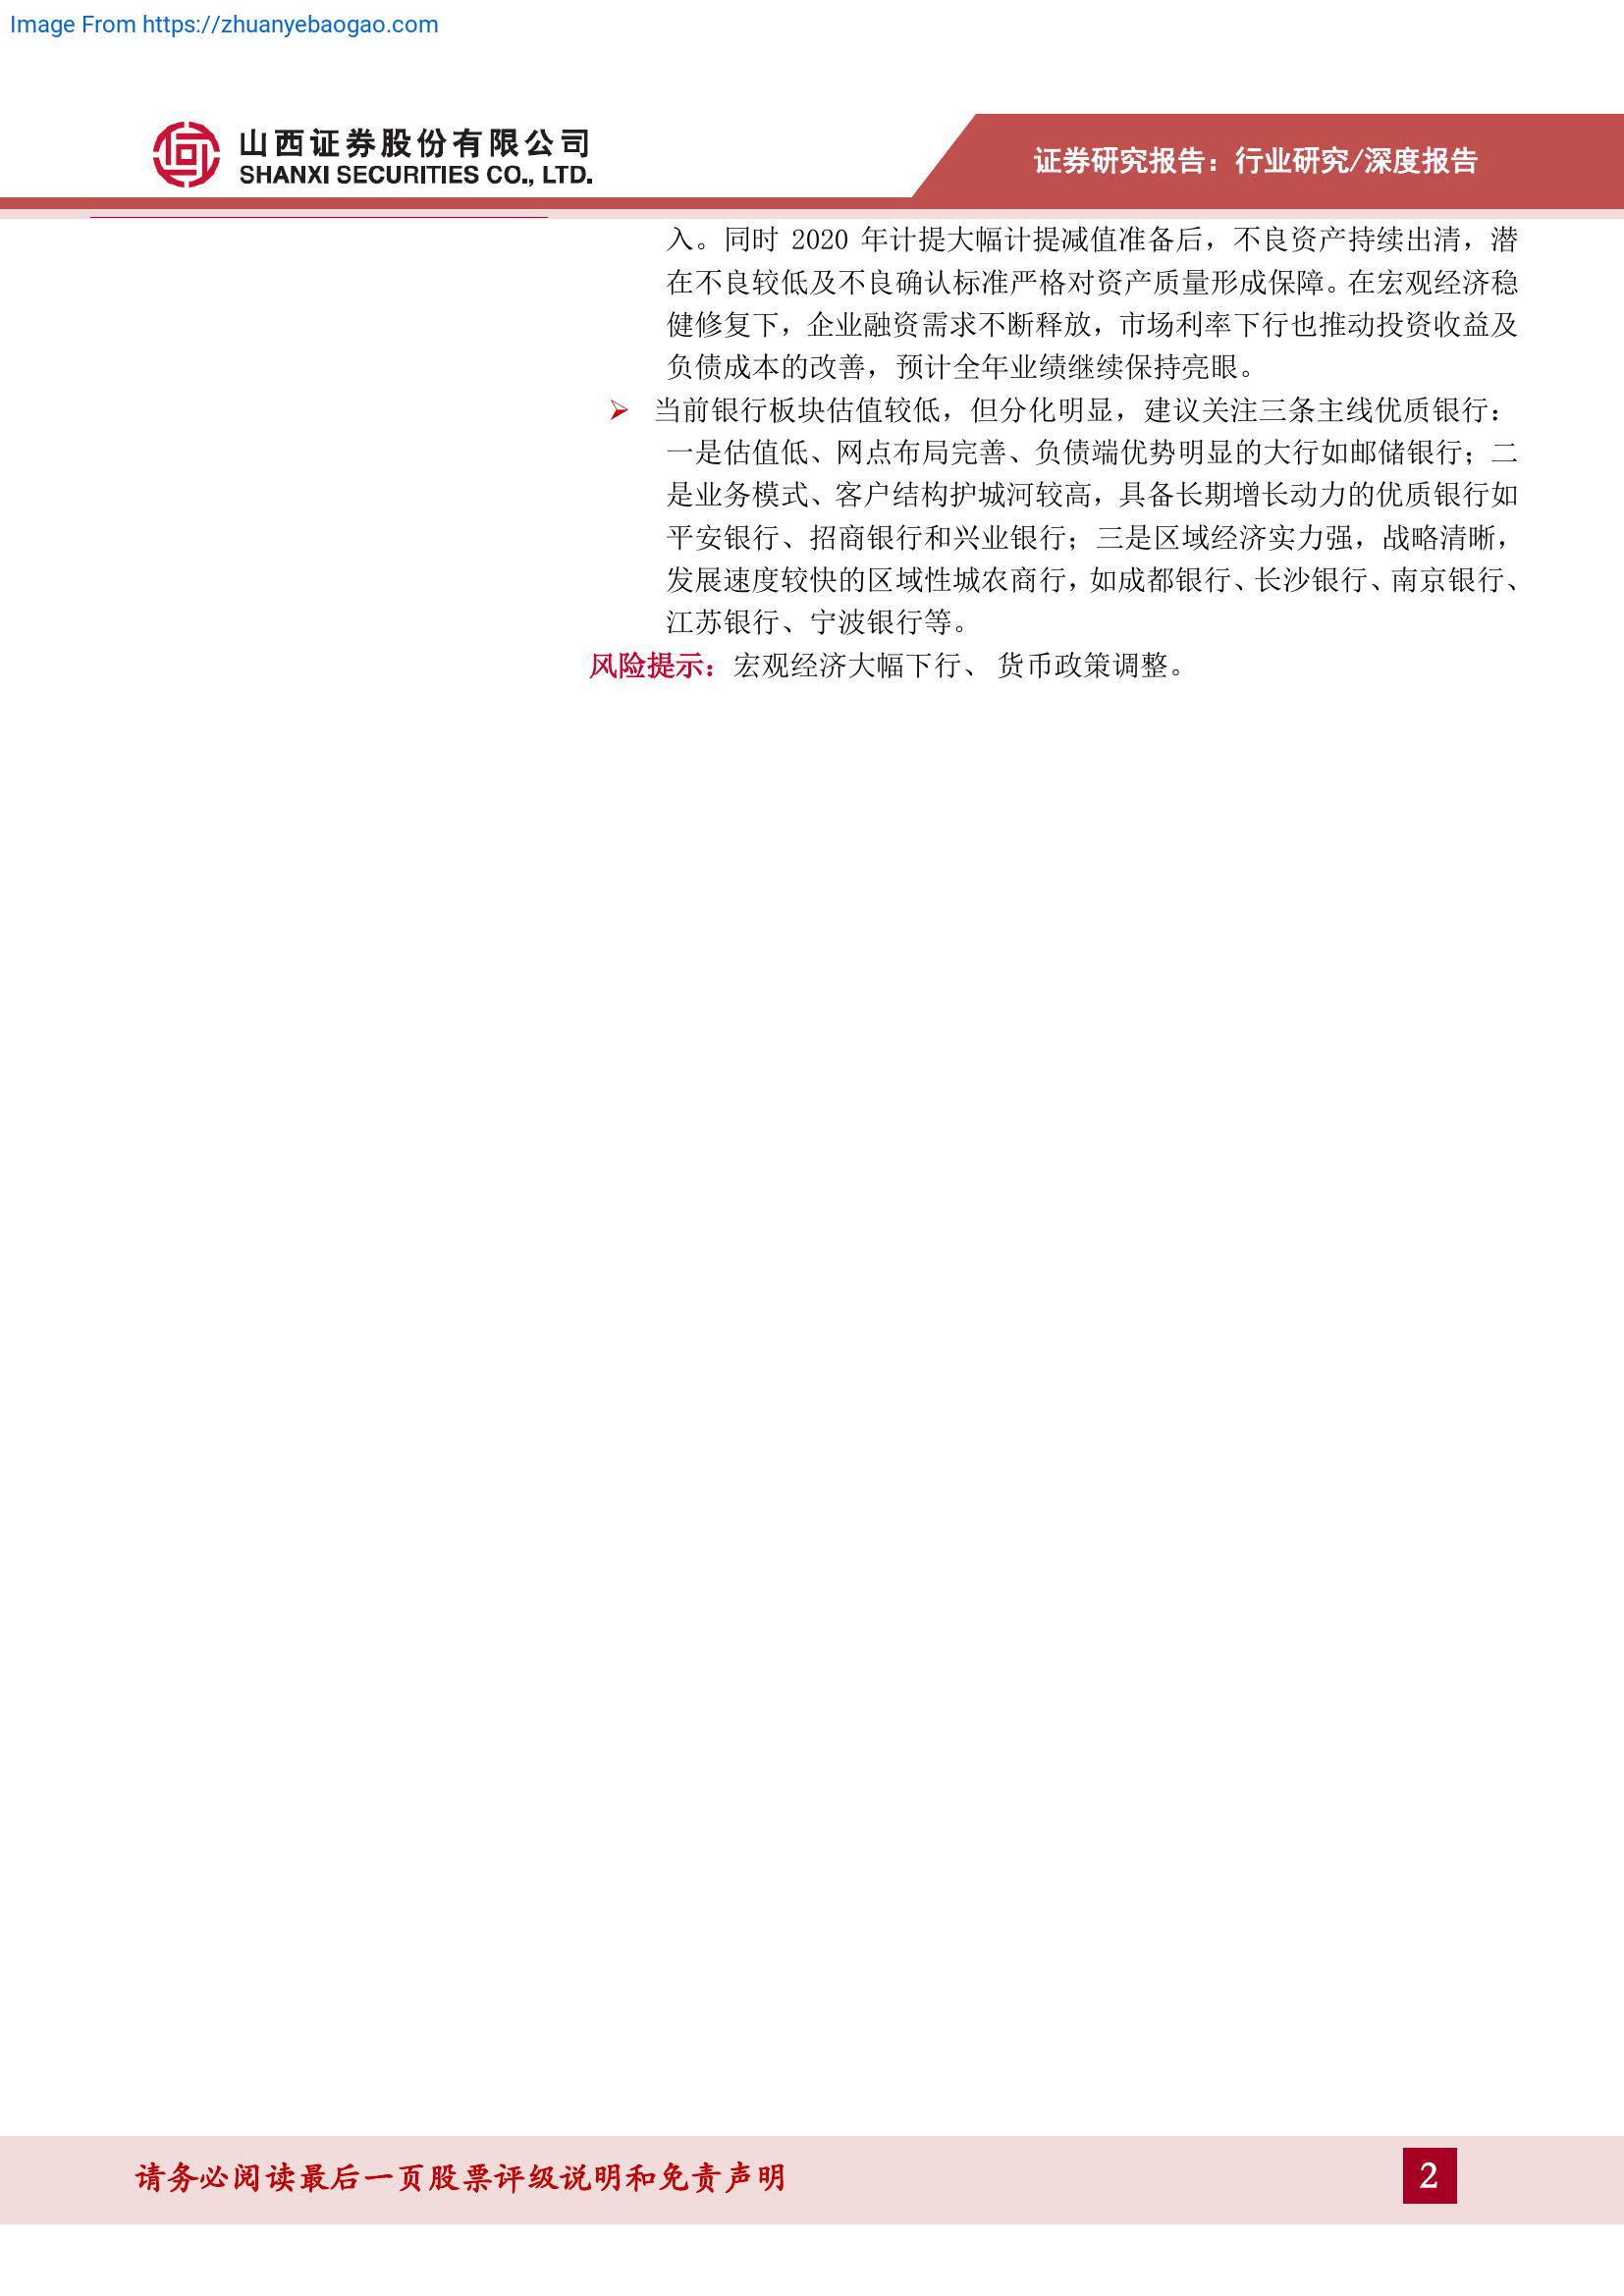 Image From https://zhuanyebaogao.com
山西证券股份有限公司
SHANXI SECURITIES CO., LTD.
证券研究报告：行业研究/深度报告
入。同时 2020 年计提大幅计提减值准备后，不良资产持续出清，潜
在不良较低及不良确认标准严格对资产质量形成保障。在宏观经济稳
健修复下，企业融资需求不断释放，市场利率下行也推动投资收益及
负债成本的改善，预计全年业绩继续保持亮眼。
当前银行板块估值较低，但分化明显，建议关注三条主线优质银行：
一是估值低、网点布局完善、负债端优势明显的大行如邮储银行；二
是业务模式、客户结构护城河较高，具备长期增长动力的优质银行如
平安银行、招商银行和兴业银行；三是区域经济实力强，战略清晰，
发展速度较快的区域性城农商行，如成都银行、长沙银行、南京银行、
江苏银行、宁波银行等。
风险提示：宏观经济大幅下行、 货币政策调整。
请务必阅读最后一页股票评级说明和免责声明
2